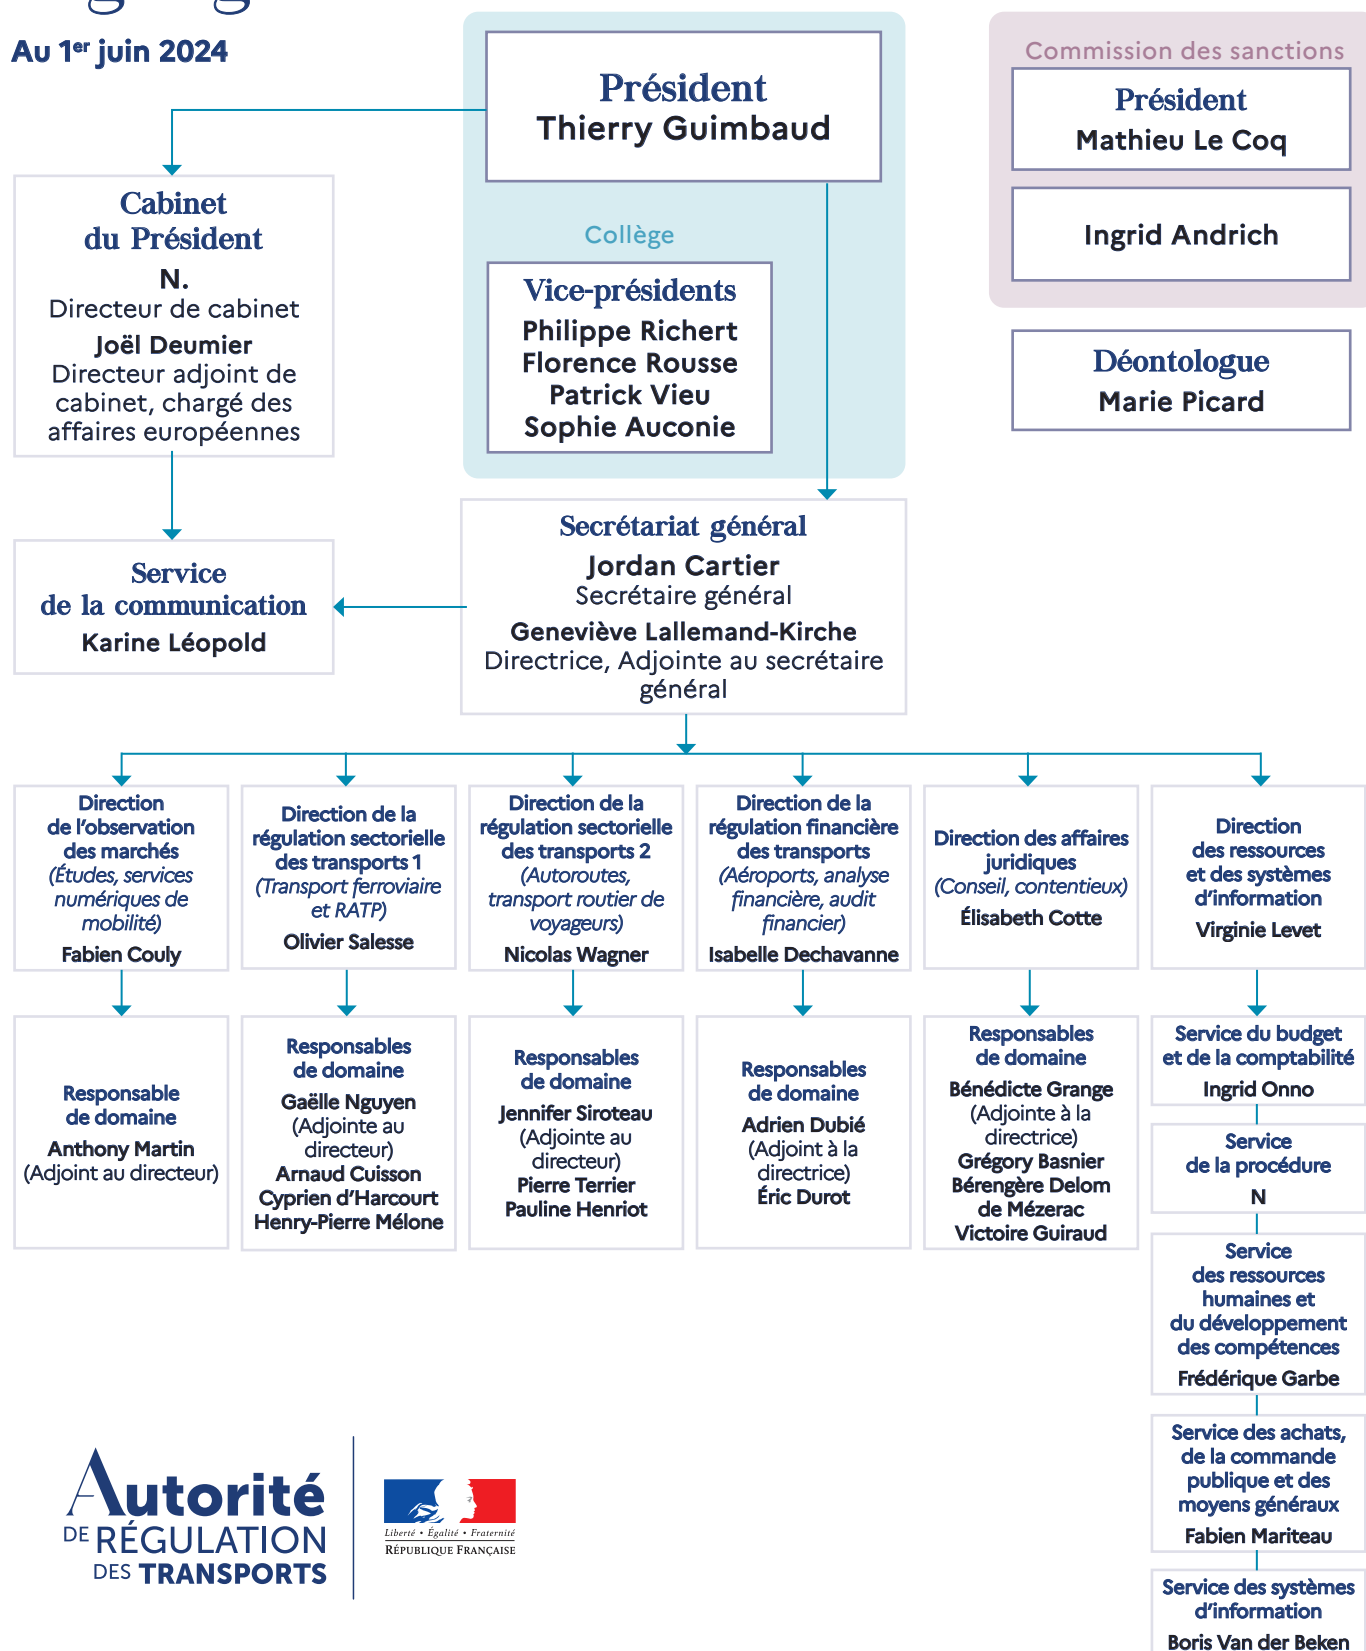 Au 1er juin 2024
Président
Thierry Guimbaud
Collège
Vice-présidents
Philippe Richert
Florence Rousse
Patrick Vieu
Sophie Auconie
Commission des sanctions
Président
Mathieu Le Coq
Ingrid Andrich
Déontologue
Marie Picard
Cabinet
du Président
N.
Directeur de cabinet
Joël Deumier
Directeur adjoint de
cabinet, chargé des
affaires européennes
Service
de la communication
Karine Léopold
Secrétariat général
Jordan Cartier
Secrétaire général
Geneviève Lallemand-Kirche
Directrice, Adjointe au secrétaire
général
Direction
de l'observation
des marchés
(Études, services
numériques de
mobilité)
Fabien Couly
Direction de la
régulation sectorielle
des transports 1
(Transport ferroviaire
et RATP)
Olivier Salesse
Direction de la
régulation sectorielle
des transports 2
(Autoroutes,
transport routier de
voyageurs)
Nicolas Wagner
Direction de la
régulation financière
des transports
(Aéroports, analyse
financière, audit
financier)
Isabelle Dechavanne
Direction des affaires
juridiques
(Conseil, contentieux)
Élisabeth Cotte
Direction
des ressources
et des systèmes
d'information
Virginie Levet
Responsable
de domaine
Anthony Martin
(Adjoint au directeur)
Responsables
de domaine
Gaëlle Nguyen
(Adjointe au
directeur)
Arnaud Cuisson
Cyprien d'Harcourt
Henry-Pierre Mélone
Responsables
de domaine
Jennifer Siroteau
(Adjointe au
directeur)
Pierre Terrier
Pauline Henriot
Responsables
de domaine
Adrien Dubié
(Adjoint à la
directrice)
Éric Durot
Responsables
de domaine
Bénédicte Grange
(Adjointe à la
directrice)
Grégory Basnier
Bérengère Delom
de Mézerac
Victoire Guiraud
Service du budget
et de la comptabilité
Ingrid Onno
Service
de la procédure
N
Service
des ressources
humaines et
du développement
des compétences
Frédérique Garbe
Service des achats,
de la commande
publique et des
moyens généraux
Fabien Mariteau
Service des systèmes
d'information
Boris Van der Beken
Autorité
DE RÉGULATION
DES TRANSPORTS
Liberté • Égalité • Fraternité
RÉPUBLIQUE FRANÇAISE